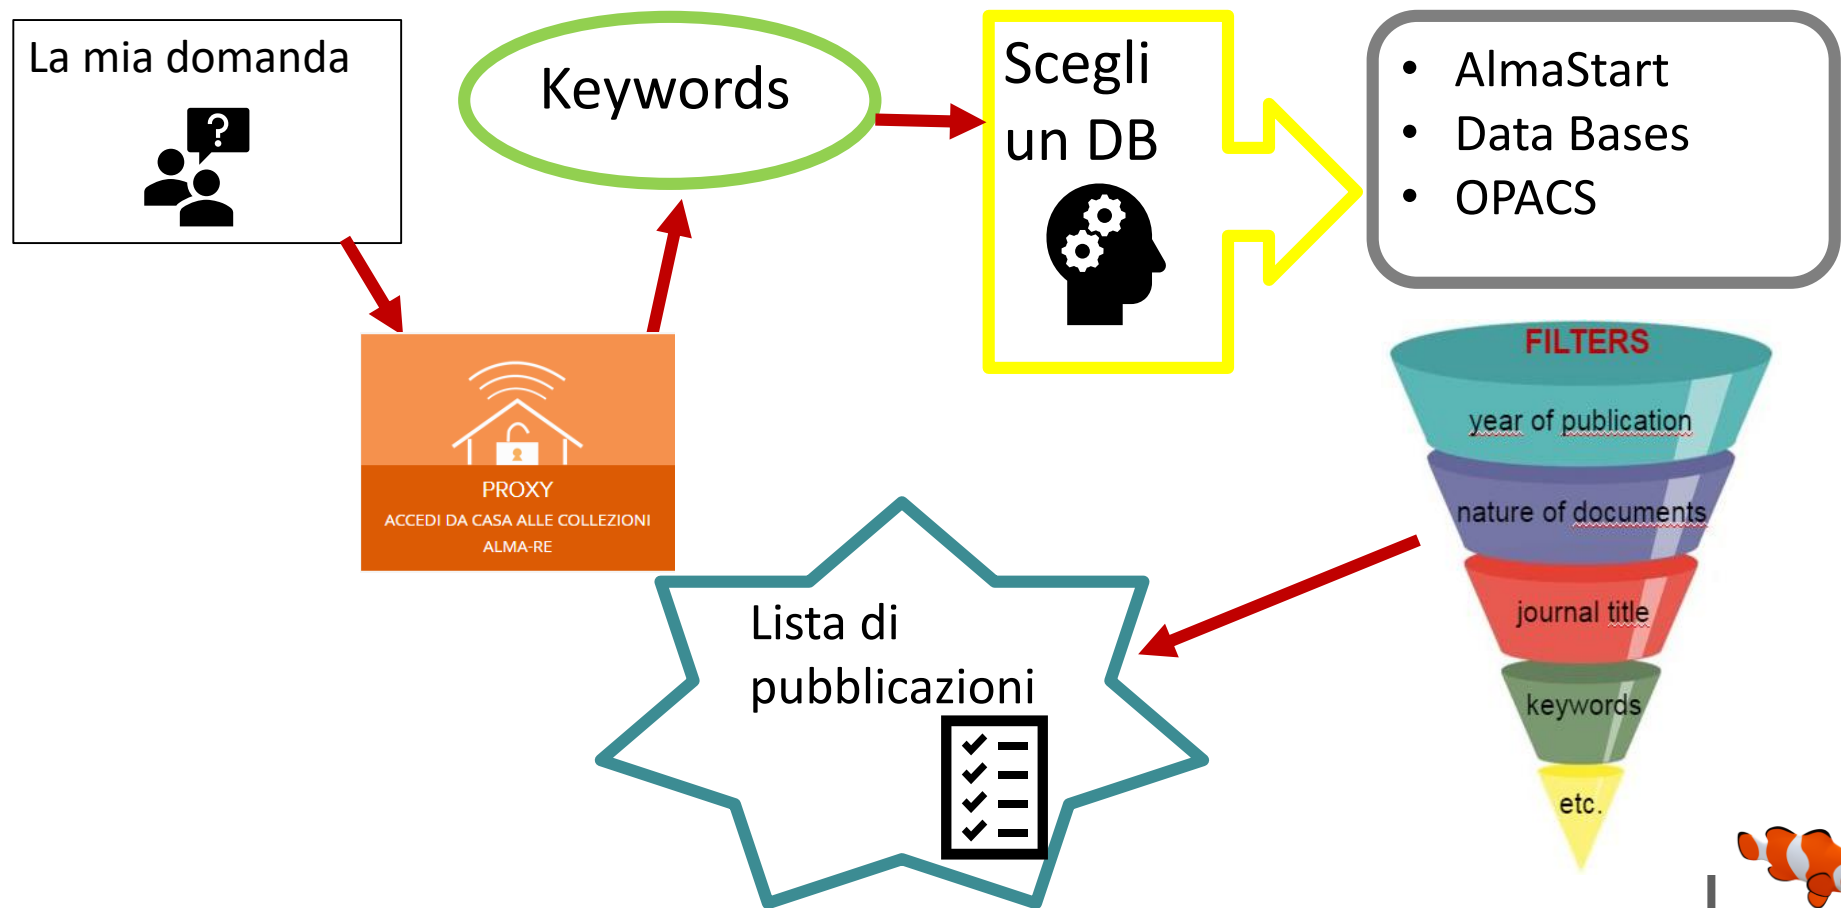 La mia domanda
?
Keywords
Scegli
un DB
• AlmaStart
• Data Bases
• OPACS
PROXY
ACCEDI DA CASA ALLE COLLEZIONI
ALMA-RE
FILTERS
year of publication
nature of documents
journal title
keywords
etc.
Lista di
pubblicazioni